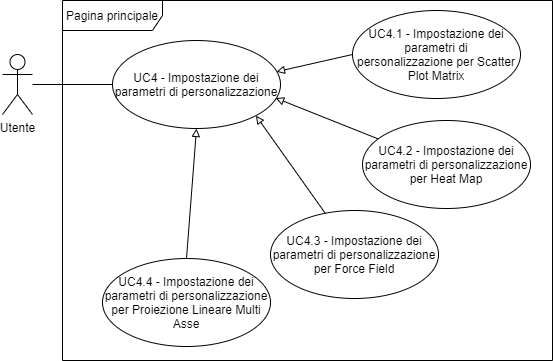 Pagina principale
Utente
UC4 - Impostazione dei
parametri di personalizzazione
UC4.1 - Impostazione dei
parametri di
personalizzazione per Scatter
Plot Matrix
UC4.2 - Impostazione dei
parametri di personalizzazione
per Heat Map
UC4.3 - Impostazione dei
parametri di personalizzazione
per Force Field
UC4.4 - Impostazione dei
parametri di personalizzazione
per Proiezione Lineare Multi
Asse